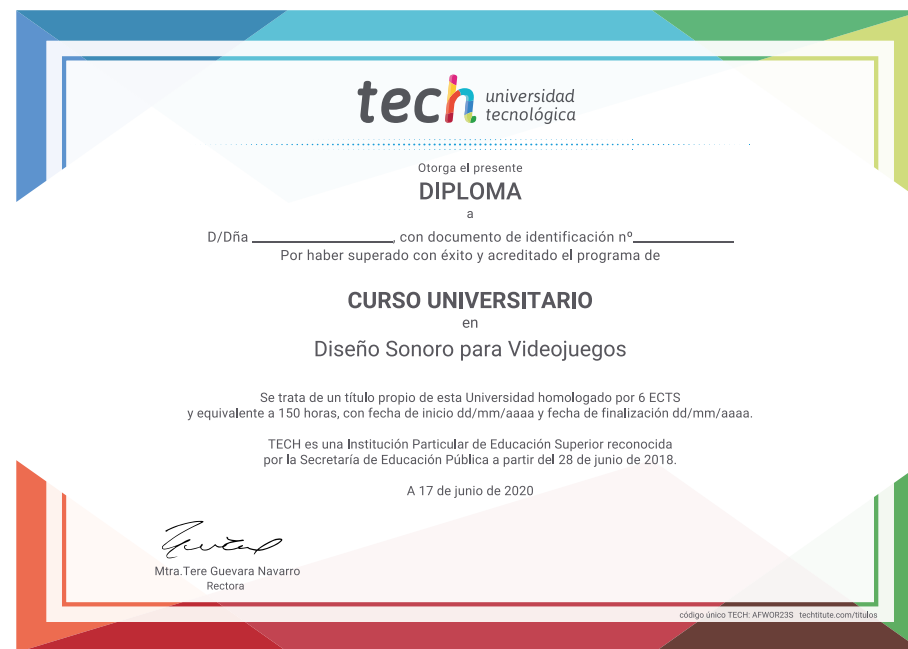 tech universidad
tecnológica
Otorga el presente
DIPLOMA
a
D/Dña ____________________, con documento de identificación nº______________
Por haber superado con éxito y acreditado el programa de
CURSO UNIVERSITARIO
en
Diseño Sonoro para Videojuegos
Se trata de un título propio de esta Universidad homologado por 6 ECTS
y equivalente a 150 horas, con fecha de inicio dd/mm/aaaa y fecha de finalización dd/mm/aaaa.
TECH es una Institución Particular de Educación Superior reconocida
por la Secretaría de Educación Pública a partir del 28 de junio de 2018.
A 17 de junio de 2020
Mtra.Tere Guevara Navarro
Rectora
código único TECH: AFWOR23S techtitute.com/titulos